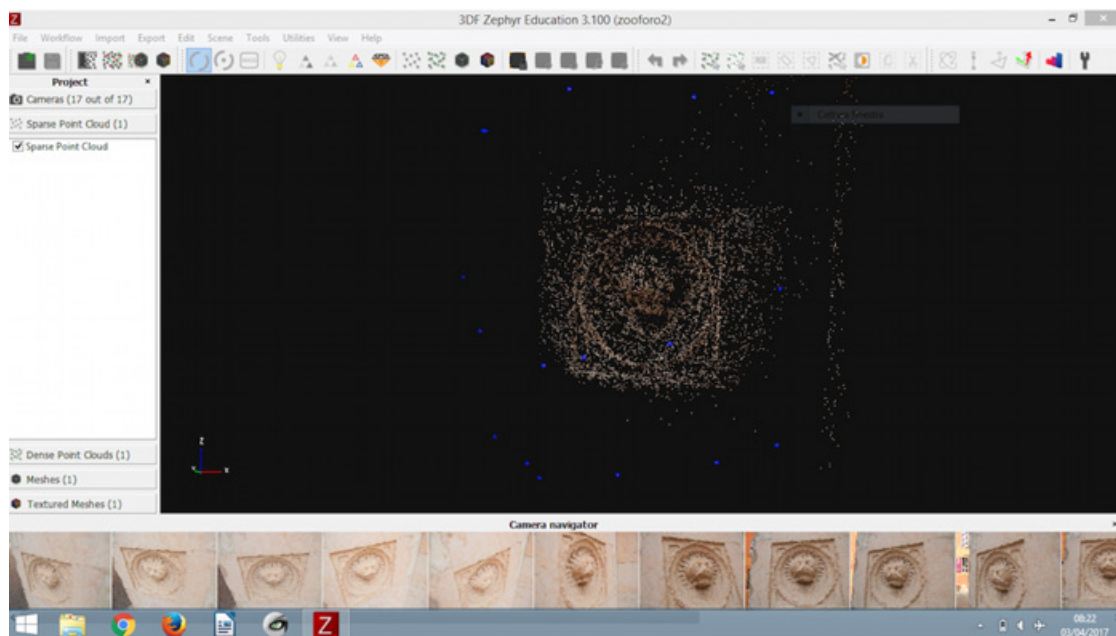 3DF Zephyr Education 3.100 (zooforo2)
File Workflow Import Export Edit Scene Tools Utilities View Help
Project
Cameras (17 out of 17)
Sparse Point Cloud (1)
Sparse Point Cloud
Dense Point Clouds (1)
Meshes (1)
Textured Meshes (1)
Z
X
Camera navigator
08:22
03/04/2017